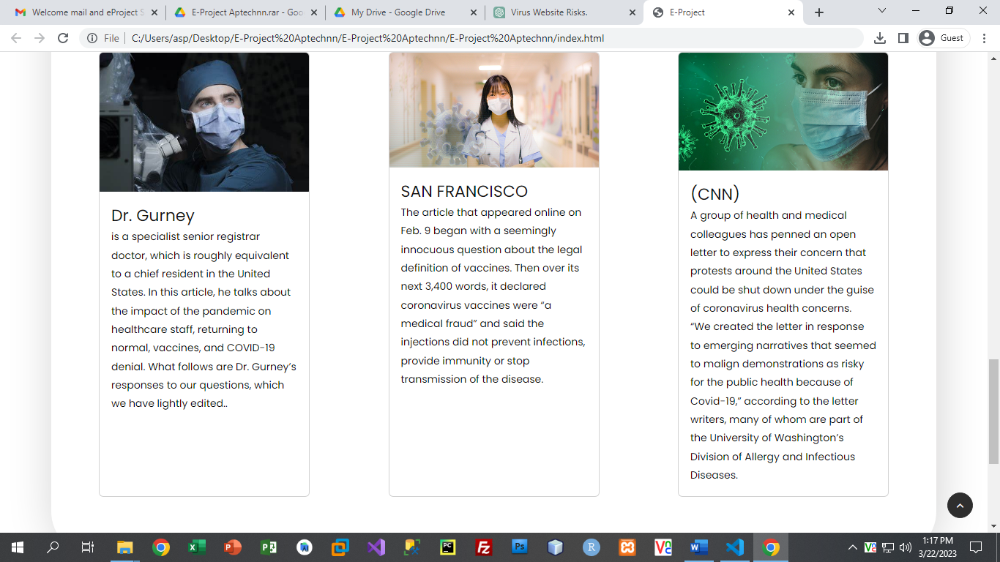 Welcome mail and eProject S
E-Project Aptechnn.rar - Goo
My Drive - Google Drive
Virus Website Risks.
E-Project
File
C:/Users/asp/Desktop/E-Project%20Aptechnn/E-Project%20Aptechnn/E-Project%20Aptechnn/index.html
Guest
Dr. Gurney
is a specialist senior registrar
doctor, which is roughly equivalent
to a chief resident in the United
States. In this article, he talks about
the impact of the pandemic on
healthcare staff, returning to
normal, vaccines, and COVID-19
denial. What follows are Dr. Gurney’s
responses to our questions, which
we have lightly edited..
SAN FRANCISCO
The article that appeared online on
Feb. 9 began with a seemingly
innocuous question about the legal
definition of vaccines. Then over its
next 3,400 words, it declared
coronavirus vaccines were “a
medical fraud” and said the
injections did not prevent infections,
provide immunity or stop
transmission of the disease.
(CNN)
A group of health and medical
colleagues has penned an open
letter to express their concern that
protests around the United States
could be shut down under the guise
of coronavirus health concerns.
“We created the letter in response
to emerging narratives that seemed
to malign demonstrations as risky
for the public health because of
Covid-19,” according to the letter
writers, many of whom are part of
the University of Washington’s
Division of Allergy and Infectious
Diseases.
1:17 PM
3/22/2023